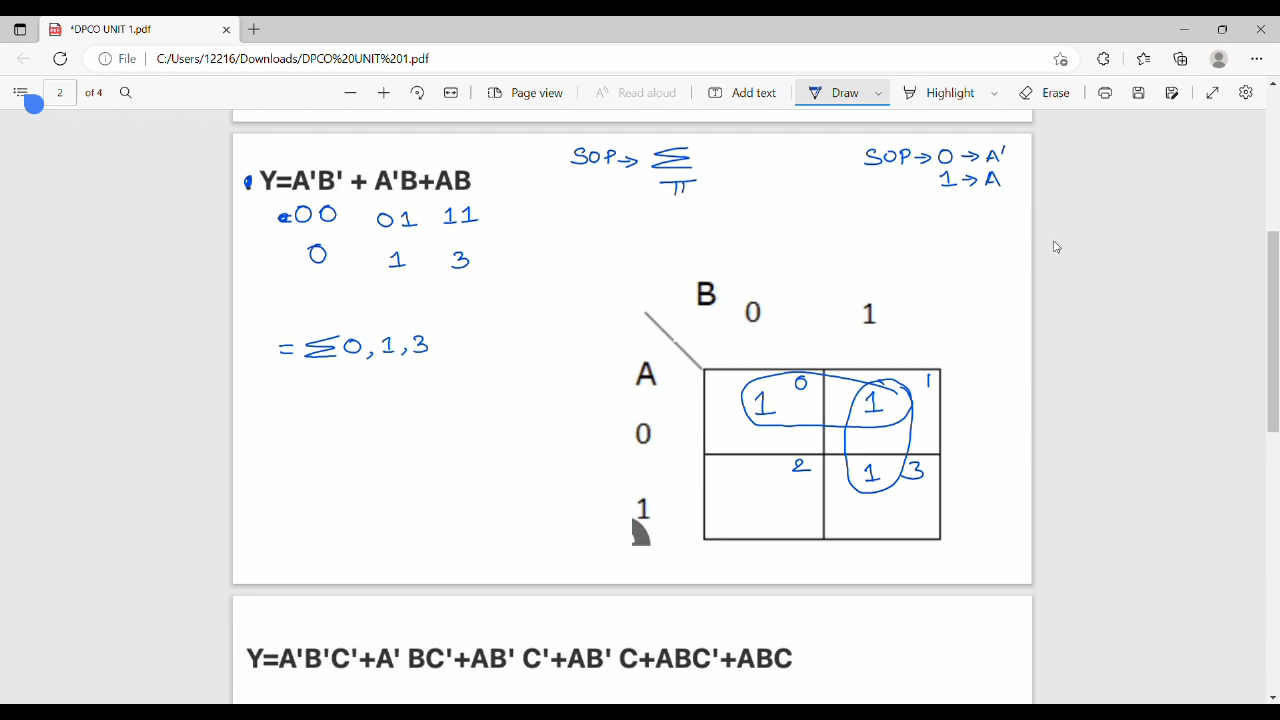 *DPCO UNIT 1.pdf
File C:/Users/12216/Downloads/DPCO%20UNIT%201.pdf
2 of 4 Page view Read aloud Draw Add text Highlight Erase
SOP→ Σ
π
SOP→0→A'
1→A
Y=A'B' + A'B+AB
00 01 11
0 1 3
= Σ0,1,3
B
0 1
A
0 1 0 1 1
2 1 3
1
Y=A'B'C'+A' BC'+AB' C'+AB' C+ABC'+ABC